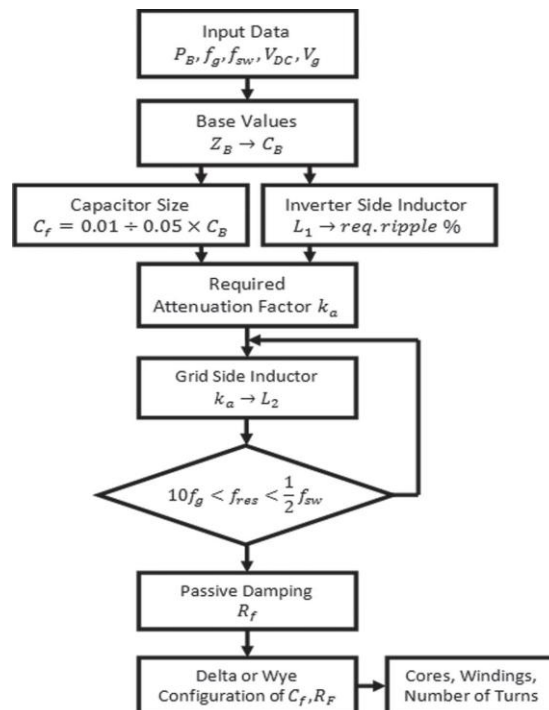 Input Data
P_B, f_g, f_sw, V_DC, V_g
Base Values
Z_B → C_B
Capacitor Size
C_f = 0.01 ÷ 0.05 × C_B
Inverter Side Inductor
L_1 → req. ripple %
Required
Attenuation Factor k_a
Grid Side Inductor
k_a → L_2
10f_g < f_res < 1/2 f_sw
Passive Damping
R_f
Delta or Wye
Configuration of C_f, R_F
Cores, Windings,
Number of Turns